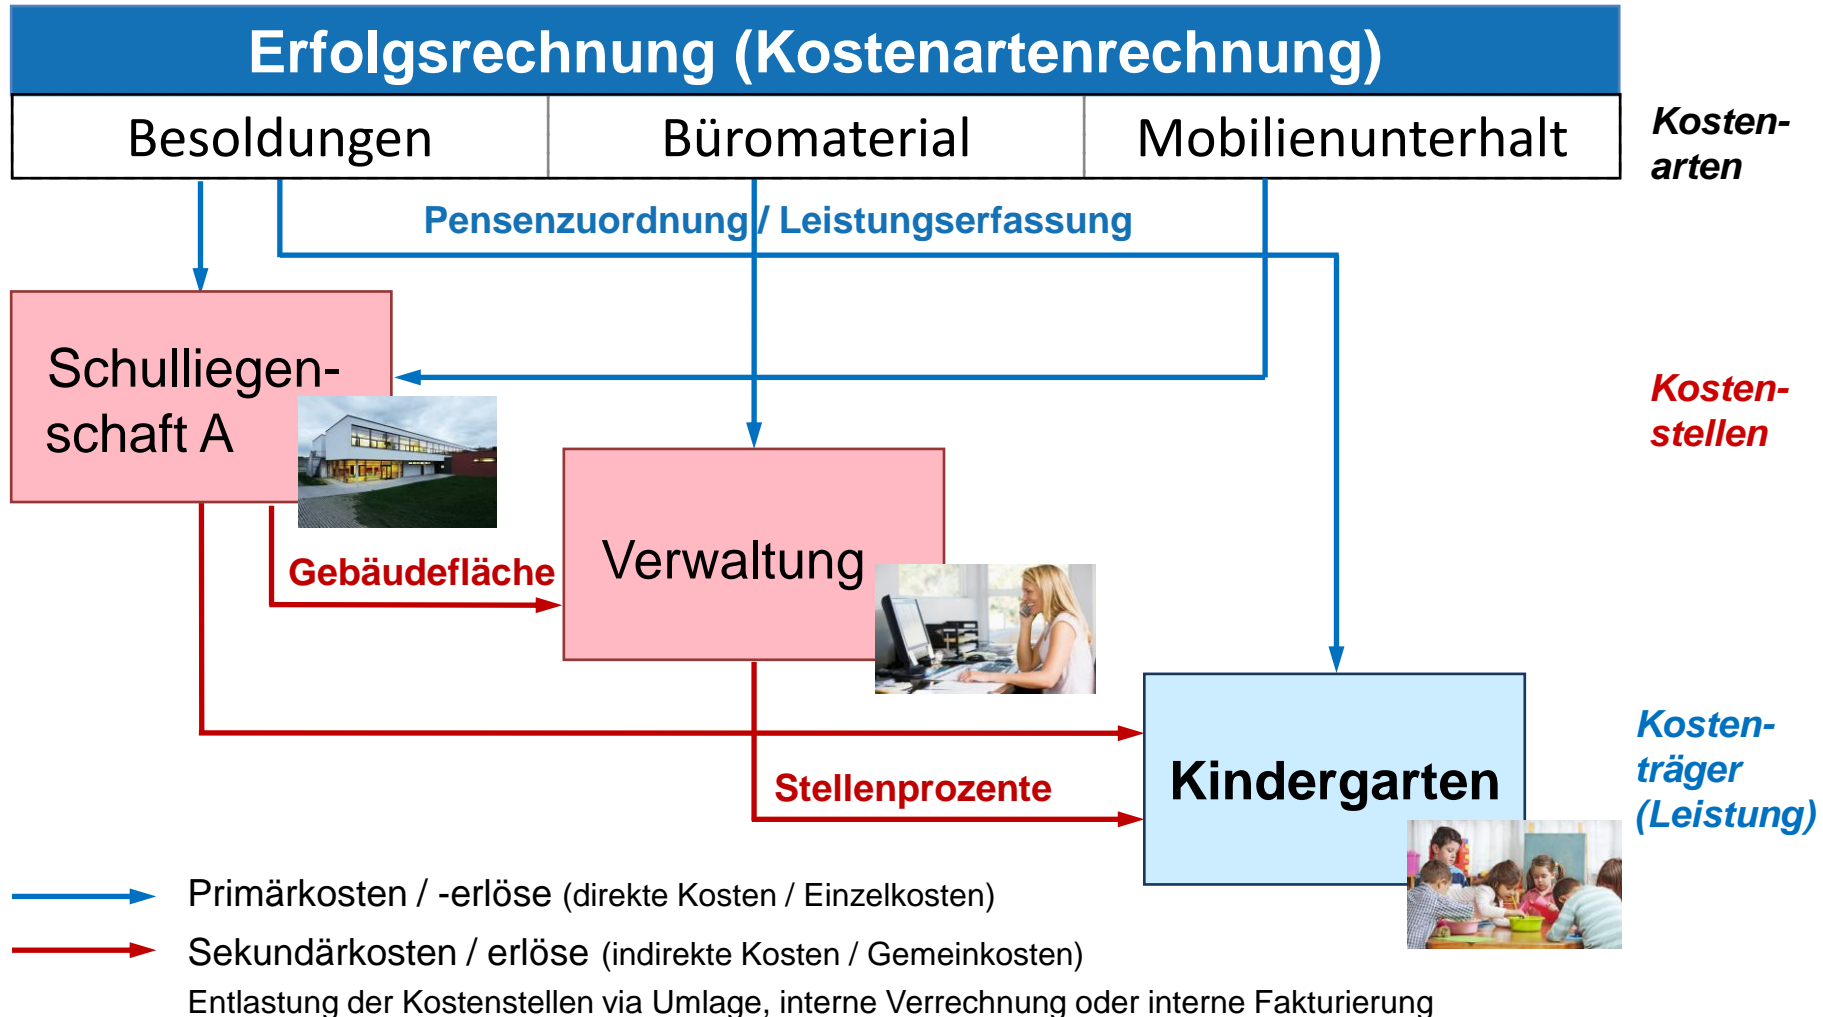 Erfolgsrechnung (Kostenartenrechnung)
Besoldungen
Büromaterial
Mobilienunterhalt
Kosten-
arten
Pensenzuordnung / Leistungserfassung
Schulliegen-
schaft A
Kosten-
stellen
Gebäudefläche
Verwaltung
Stellenprozente
Kindergarten
Kosten-
träger
(Leistung)
Primärkosten / -erlöse (direkte Kosten / Einzelkosten)
Sekundärkosten / erlöse (indirekte Kosten / Gemeinkosten)
Entlastung der Kostenstellen via Umlage, interne Verrechnung oder interne Fakturierung